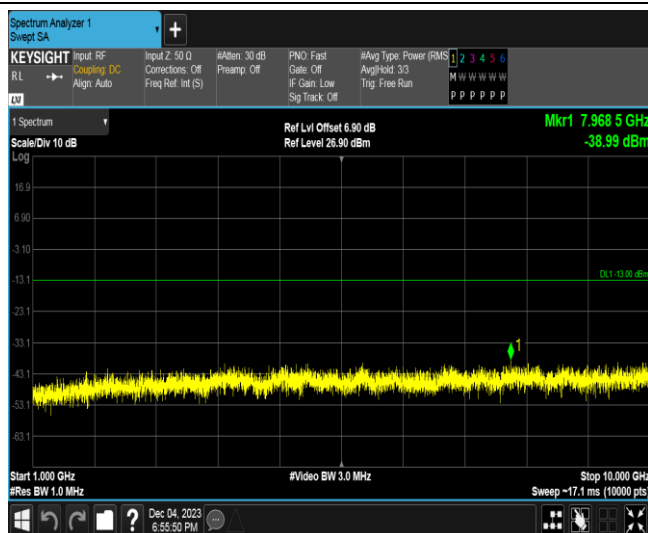 Spectrum Analyzer 1
Swept SA
+
KEYSIGHT
RL
LXI
Input: RF
Coupling: DC
Align: Auto
Input Z: 50 Ω
Corrections: Off
Freq Ref: Int (S)
#Atten: 30 dB
Preamp: Off
PNO: Fast
Gate: Off
IF Gain: Low
Sig Track: Off
#Avg Type: Power (RMS
Avg|Hold: 3/3
Trig: Free Run
1 2 3 4 5 6
M W W W W W
P P P P P P
1 Spectrum
Scale/Div 10 dB
Log
Ref Lvl Offset 6.90 dB
Ref Level 26.90 dBm
Mkr1 7.968 5 GHz
-38.99 dBm
16.9
6.90
-3.10
-13.1
DL1 -13.00 dBm
-23.1
-33.1
1
-43.1
-53.1
-63.1
Start 1.000 GHz
#Res BW 1.0 MHz
#Video BW 3.0 MHz
Stop 10.000 GHz
Sweep ~17.1 ms (10000 pts)
?
Dec 04, 2023
6:55:50 PM